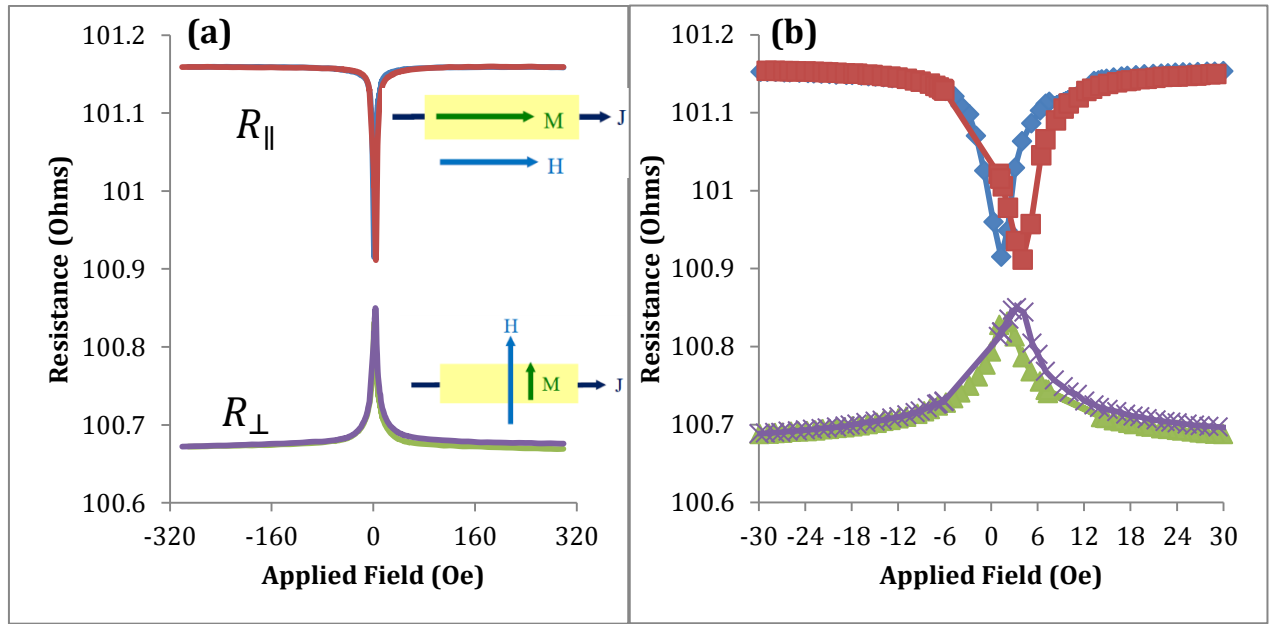 (a)
101.2
101.1
101
100.9
100.8
100.7
100.6
Resistance (Ohms)
R∥
M
J
H
H
M
J
R⊥
-320 -160 0 160 320
Applied Field (Oe)
(b)
101.2
101.1
101
100.9
100.8
100.7
100.6
Resistance (Ohms)
-30 -24 -18 -12 -6 0 6 12 18 24 30
Applied Field (Oe)